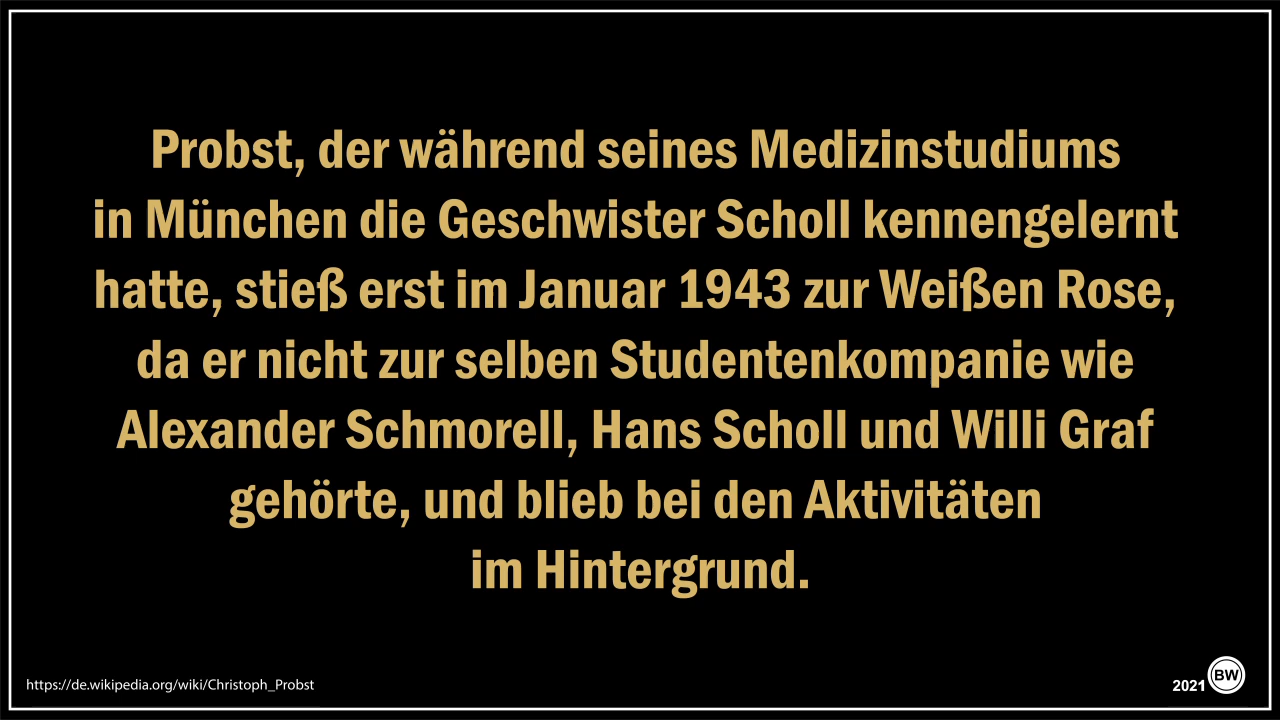 Probst, der während seines Medizinstudiums
in München die Geschwister Scholl kennengelernt
hatte, stieß erst im Januar 1943 zur Weißen Rose,
da er nicht zur selben Studentenkompanie wie
Alexander Schmorell, Hans Scholl und Willi Graf
gehörte, und blieb bei den Aktivitäten
im Hintergrund.
https://de.wikipedia.org/wiki/Christoph_Probst
2021 BW